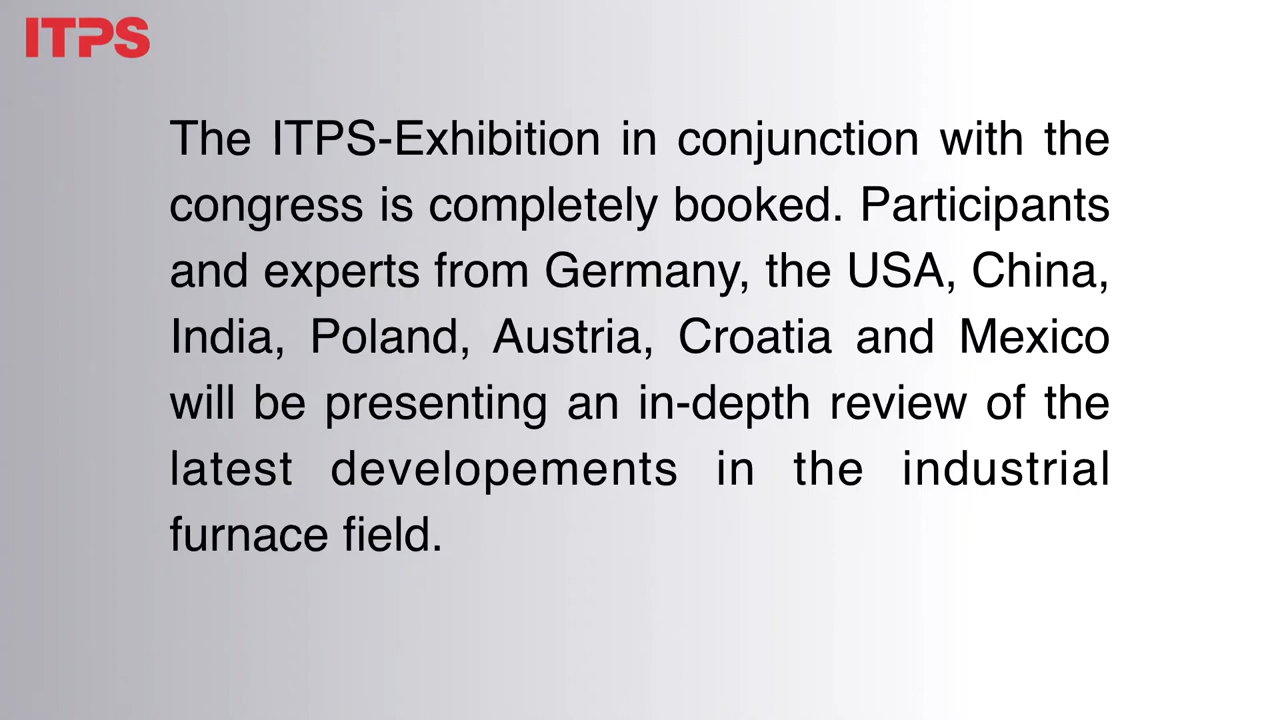 ITPS
The ITPS-Exhibition in conjunction with the
congress is completely booked. Participants
and experts from Germany, the USA, China,
India, Poland, Austria, Croatia and Mexico
will be presenting an in-depth review of the
latest developements in the industrial
furnace field.